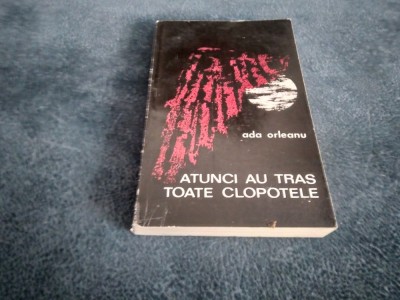 ada orleanu
ATUNCI AU TRAS
TOATE CLOPOTELE